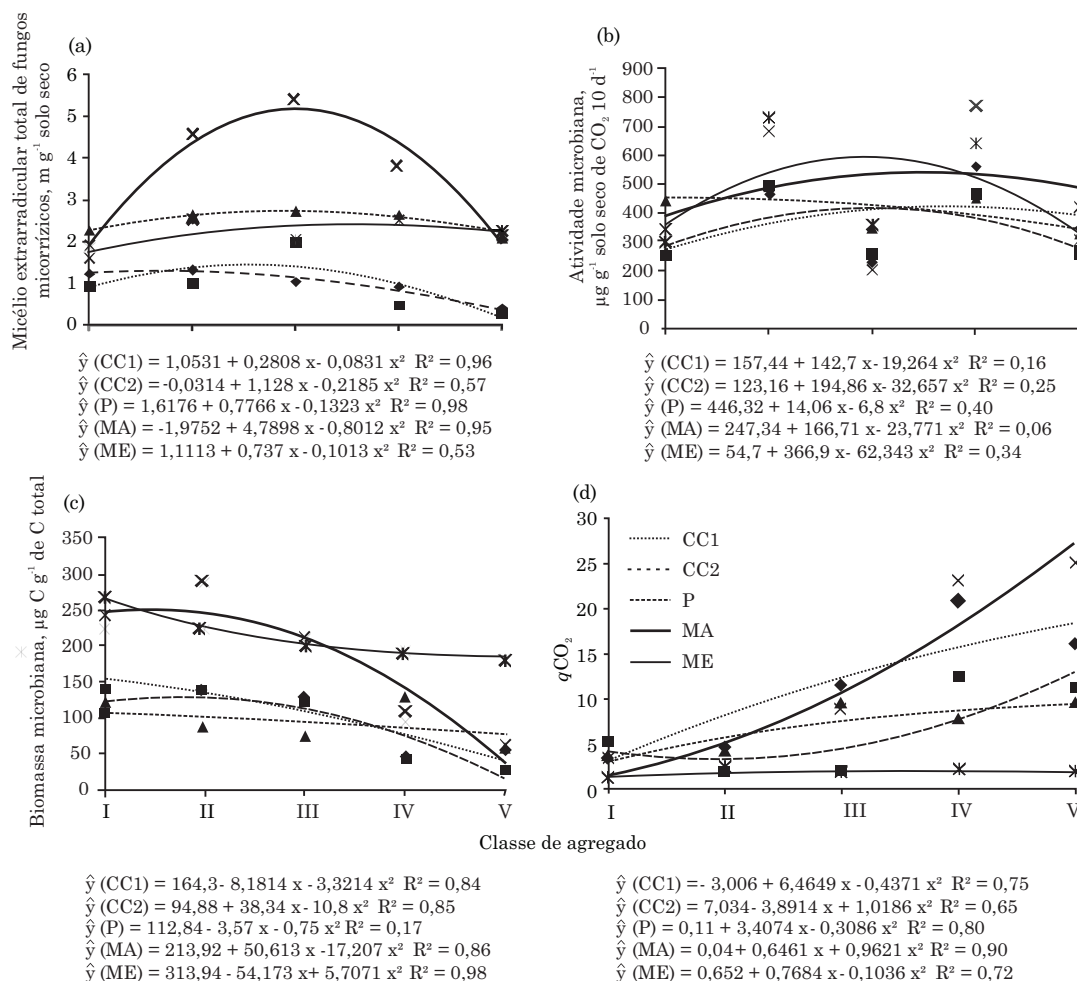 (a)
Micélio extrarradicular total de fungos
micorrízicos, m g⁻¹ solo seco
6
5
4
3
2
1
0
ŷ (CC1) = 1,0531 + 0,2808 x- 0,0831 x² R² = 0,96
ŷ (CC2) = -0,0314 + 1,128 x - 0,2185 x² R² = 0,57
ŷ (P) = 1,6176 + 0,7766 x - 0,1323 x² R² = 0,98
ŷ (MA) = -1,9752 + 4,7898 x - 0,8012 x² R² = 0,95
ŷ (ME) = 1,1113 + 0,737 x - 0,1013 x² R² = 0,53
(b)
Atividade microbiana,
µg g⁻¹ solo seco de CO₂ 10 d⁻¹
900
800
700
600
500
400
300
200
100
0
ŷ (CC1) = 157,44 + 142,7 x-19,264 x² R² = 0,16
ŷ (CC2) = 123,16 + 194,86 x- 32,657 x² R² = 0,25
ŷ (P) = 446,32 + 14,06 x - 6,8 x² R² = 0,40
ŷ (MA) = 247,34 + 166,71 x- 23,771 x² R² = 0,06
ŷ (ME) = 54,7 + 366,9 x- 62,343 x² R² = 0,34
(c)
Biomassa microbiana, µg C g⁻¹ de C total
350
300
250
200
150
100
50
0
I II III IV V
(d)
qCO₂
30
25
20
15
10
5
0
CC1
CC2
P
MA
ME
I II III IV V
Classe de agregado
ŷ (CC1) = 164,3- 8,1814 x - 3,3214 x² R² = 0,84
ŷ (CC2) = 94,88 + 38,34 x - 10,8 x² R² = 0,85
ŷ (P) = 112,84 - 3,57 x - 0,75 x² R² = 0,17
ŷ (MA) = 213,92 + 50,613 x -17,207 x² R² = 0,86
ŷ (ME) = 313,94 - 54,173 x+ 5,7071 x² R² = 0,98
ŷ (CC1) = - 3,006 + 6,4649 x - 0,4371 x² R² = 0,75
ŷ (CC2) = 7,034 - 3,8914 x + 1,0186 x² R² = 0,65
ŷ (P) = 0,11 + 3,4074 x - 0,3086 x² R² = 0,80
ŷ (MA) = 0,04 + 0,6461 x + 0,9621 x² R² = 0,90
ŷ (ME) = 0,652 + 0,7684 x - 0,1036 x² R² = 0,72